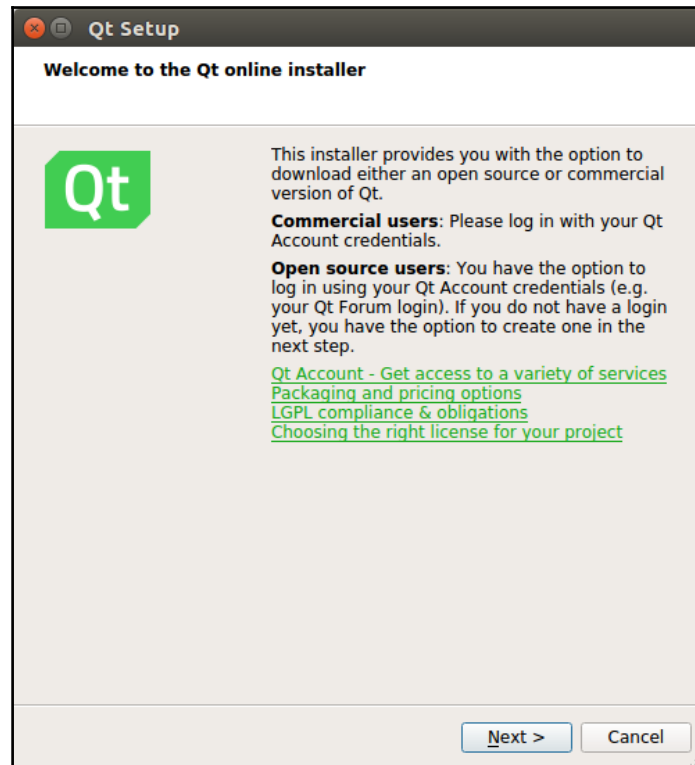 Qt Setup
Welcome to the Qt online installer
Qt
This installer provides you with the option to
download either an open source or commercial
version of Qt.
Commercial users: Please log in with your Qt
Account credentials.
Open source users: You have the option to
log in using your Qt Account credentials (e.g.
your Qt Forum login). If you do not have a login
yet, you have the option to create one in the
next step.
Qt Account - Get access to a variety of services
Packaging and pricing options
LGPL compliance & obligations
Choosing the right license for your project
Next >
Cancel